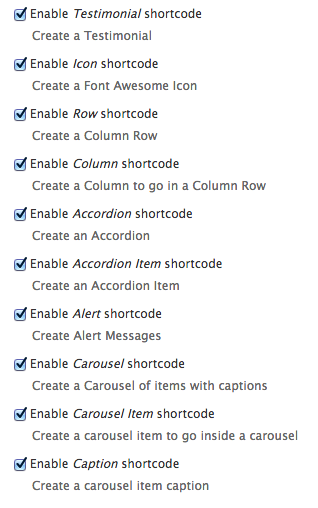 Enable Testimonial shortcode
Create a Testimonial
Enable Icon shortcode
Create a Font Awesome Icon
Enable Row shortcode
Create a Column Row
Enable Column shortcode
Create a Column to go in a Column Row
Enable Accordion shortcode
Create an Accordion
Enable Accordion Item shortcode
Create an Accordion Item
Enable Alert shortcode
Create Alert Messages
Enable Carousel shortcode
Create a Carousel of items with captions
Enable Carousel Item shortcode
Create a carousel item to go inside a carousel
Enable Caption shortcode
Create a carousel item caption